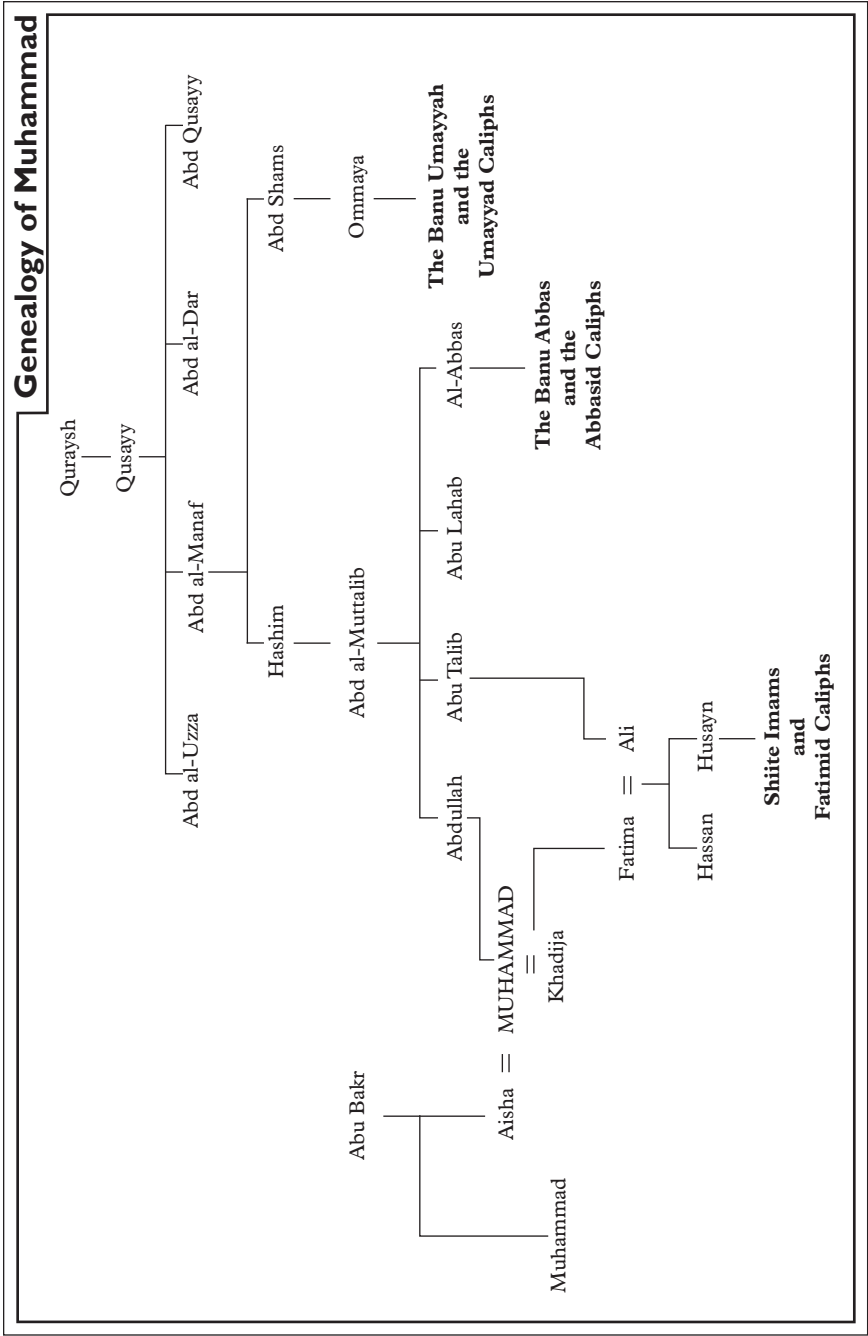 Genealogy of Muhammad
Quraysh
Qusayy
Abd al-Uzza
Abd al-Manaf
Abd al-Dar
Abd Qusayy
Hashim
Abd Shams
Abu Bakr
Abd al-Muttalib
Ommaya
Abdullah
Abu Talib
Abu Lahab
Al-Abbas
The Banu Umayyah
and the
Umayyad Caliphs
Aisha = MUHAMMAD
=
Khadija
The Banu Abbas
and the
Abbasid Caliphs
Muhammad
Fatima = Ali
Hassan
Husayn
Shiite Imams
and
Fatimid Caliphs